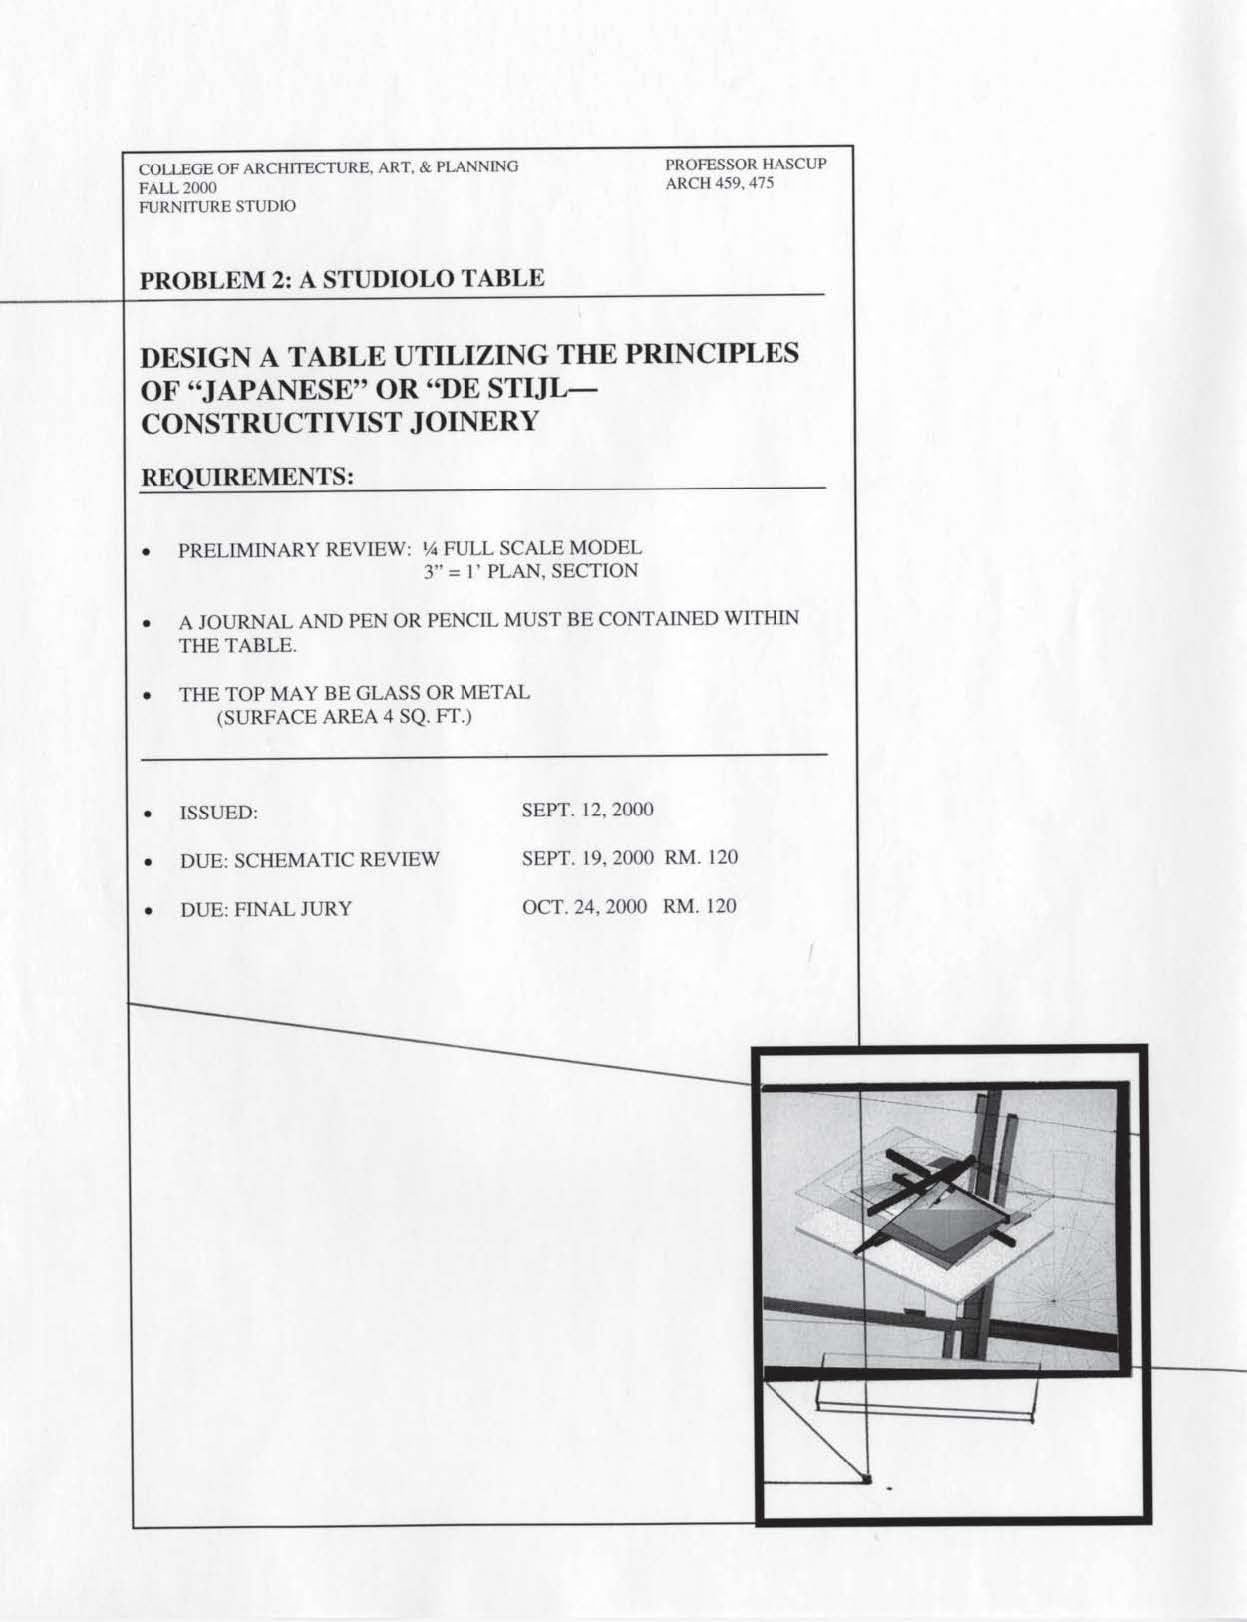 COLLEGE OF ARCHITECTURE, ART, & PLANNING
PROFESSOR HASCUP
FALL 2000
ARCH 459, 475
FURNITURE STUDIO
PROBLEM 2: A STUDIOLO TABLE
DESIGN A TABLE UTILIZING THE PRINCIPLES
OF “JAPANESE” OR “DE STIJL—
CONSTRUCTIVIST JOINERY
REQUIREMENTS:
• PRELIMINARY REVIEW: ¼ FULL SCALE MODEL
3” = 1’ PLAN, SECTION
• A JOURNAL AND PEN OR PENCIL MUST BE CONTAINED WITHIN
THE TABLE.
• THE TOP MAY BE GLASS OR METAL
(SURFACE AREA 4 SQ. FT.)
• ISSUED: SEPT. 12, 2000
• DUE: SCHEMATIC REVIEW SEPT. 19, 2000 RM. 120
• DUE: FINAL JURY OCT. 24, 2000 RM. 120